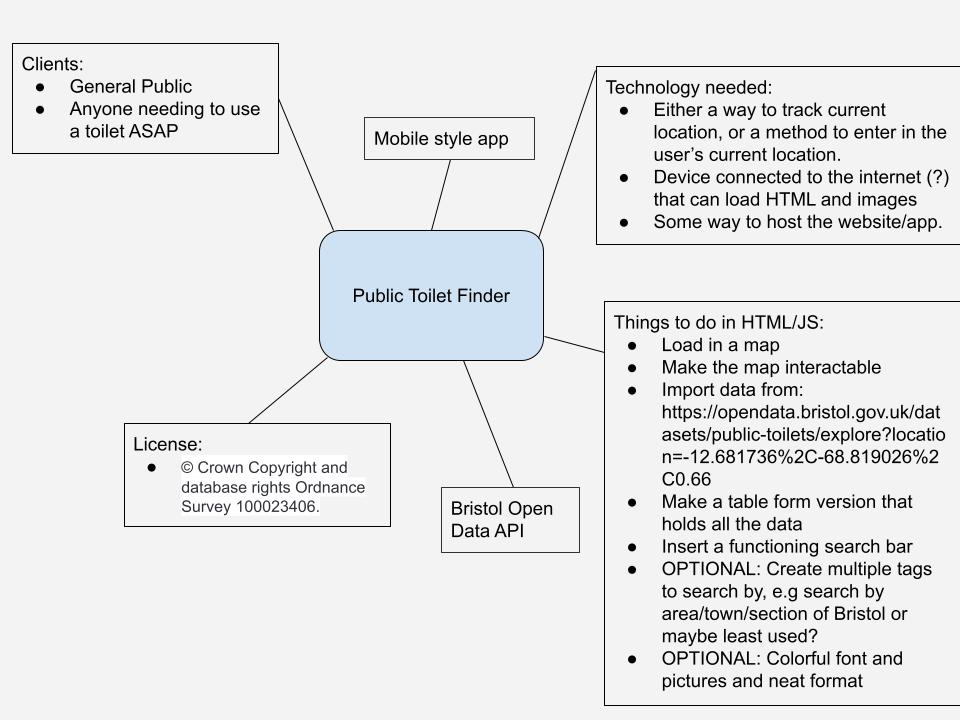 Clients:
● General Public
● Anyone needing to use
a toilet ASAP
Mobile style app
Technology needed:
● Either a way to track current
location, or a method to enter in the
user’s current location.
● Device connected to the internet (?)
that can load HTML and images
● Some way to host the website/app.
Public Toilet Finder
Things to do in HTML/JS:
● Load in a map
● Make the map interactable
● Import data from:
https://opendata.bristol.gov.uk/dat
asets/public-toilets/explore?locatio
n=-12.681736%2C-68.819026%2
C0.66
● Make a table form version that
holds all the data
● Insert a functioning search bar
● OPTIONAL: Create multiple tags
to search by, e.g search by
area/town/section of Bristol or
maybe least used?
● OPTIONAL: Colorful font and
pictures and neat format
License:
● © Crown Copyright and
database rights Ordnance
Survey 100023406.
Bristol Open
Data API